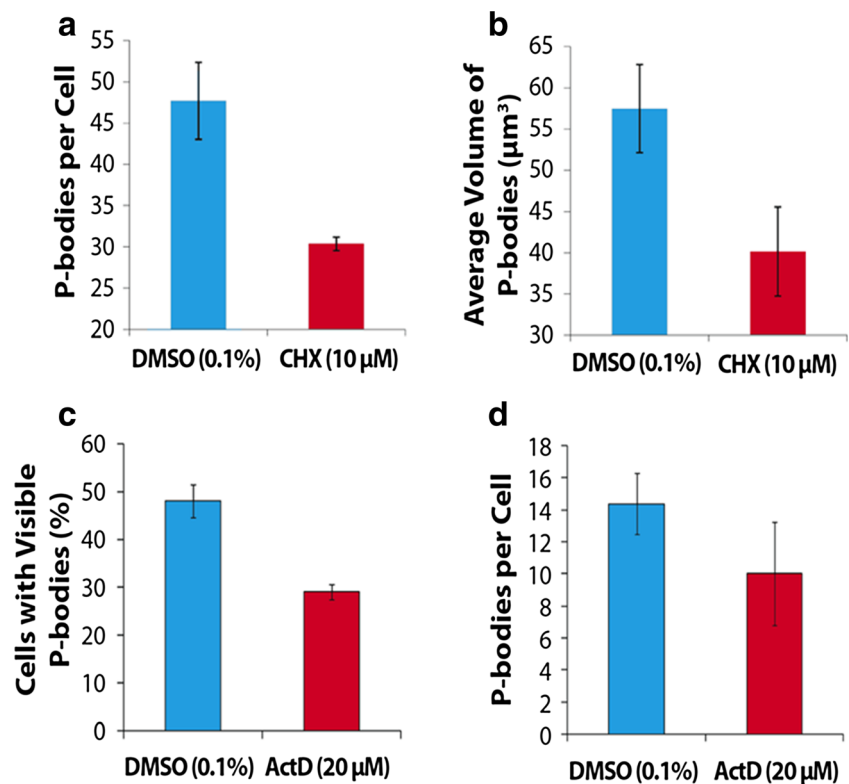 a
P-bodies per Cell
55
50
45
40
35
30
25
20
DMSO (0.1%) CHX (10 µM)
b
Average Volume of
P-bodies (µm³)
65
60
55
50
45
40
35
30
DMSO (0.1%) CHX (10 µM)
c
Cells with Visible
P-bodies (%)
60
50
40
30
20
10
0
DMSO (0.1%) ActD (20 µM)
d
P-bodies per Cell
18
16
14
12
10
8
6
4
2
0
DMSO (0.1%) ActD (20 µM)